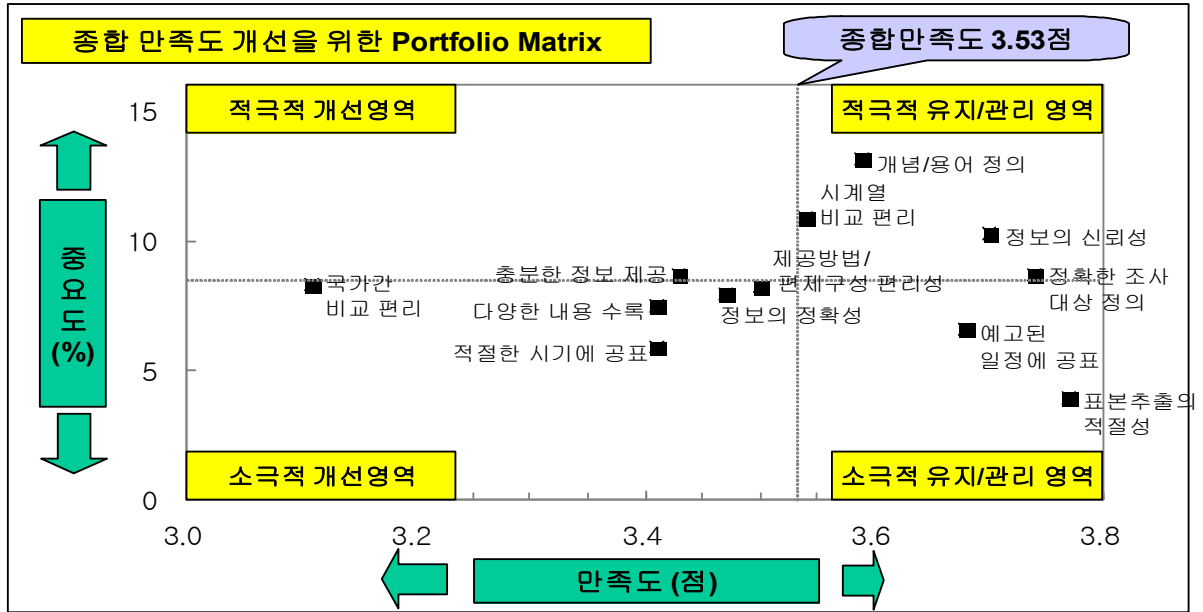 종합 만족도 개선을 위한 Portfolio Matrix
종합만족도 3.53점
적극적 개선영역
적극적 유지/관리 영역
15
10
5
0
중요도
(%)
개념/용어 정의
시계열
비교 편리
정보의 신뢰성
제공방법/
편제구성 편리성
충분한 정보 제공
정확한 조사
대상 정의
국가간
비교 편리
다양한 내용 수록
정보의 정확성
예고된
일정에 공표
적절한 시기에 공표
표본추출의
적절성
소극적 개선영역
소극적 유지/관리 영역
3.0
3.2
3.4
3.6
3.8
만족도 (점)